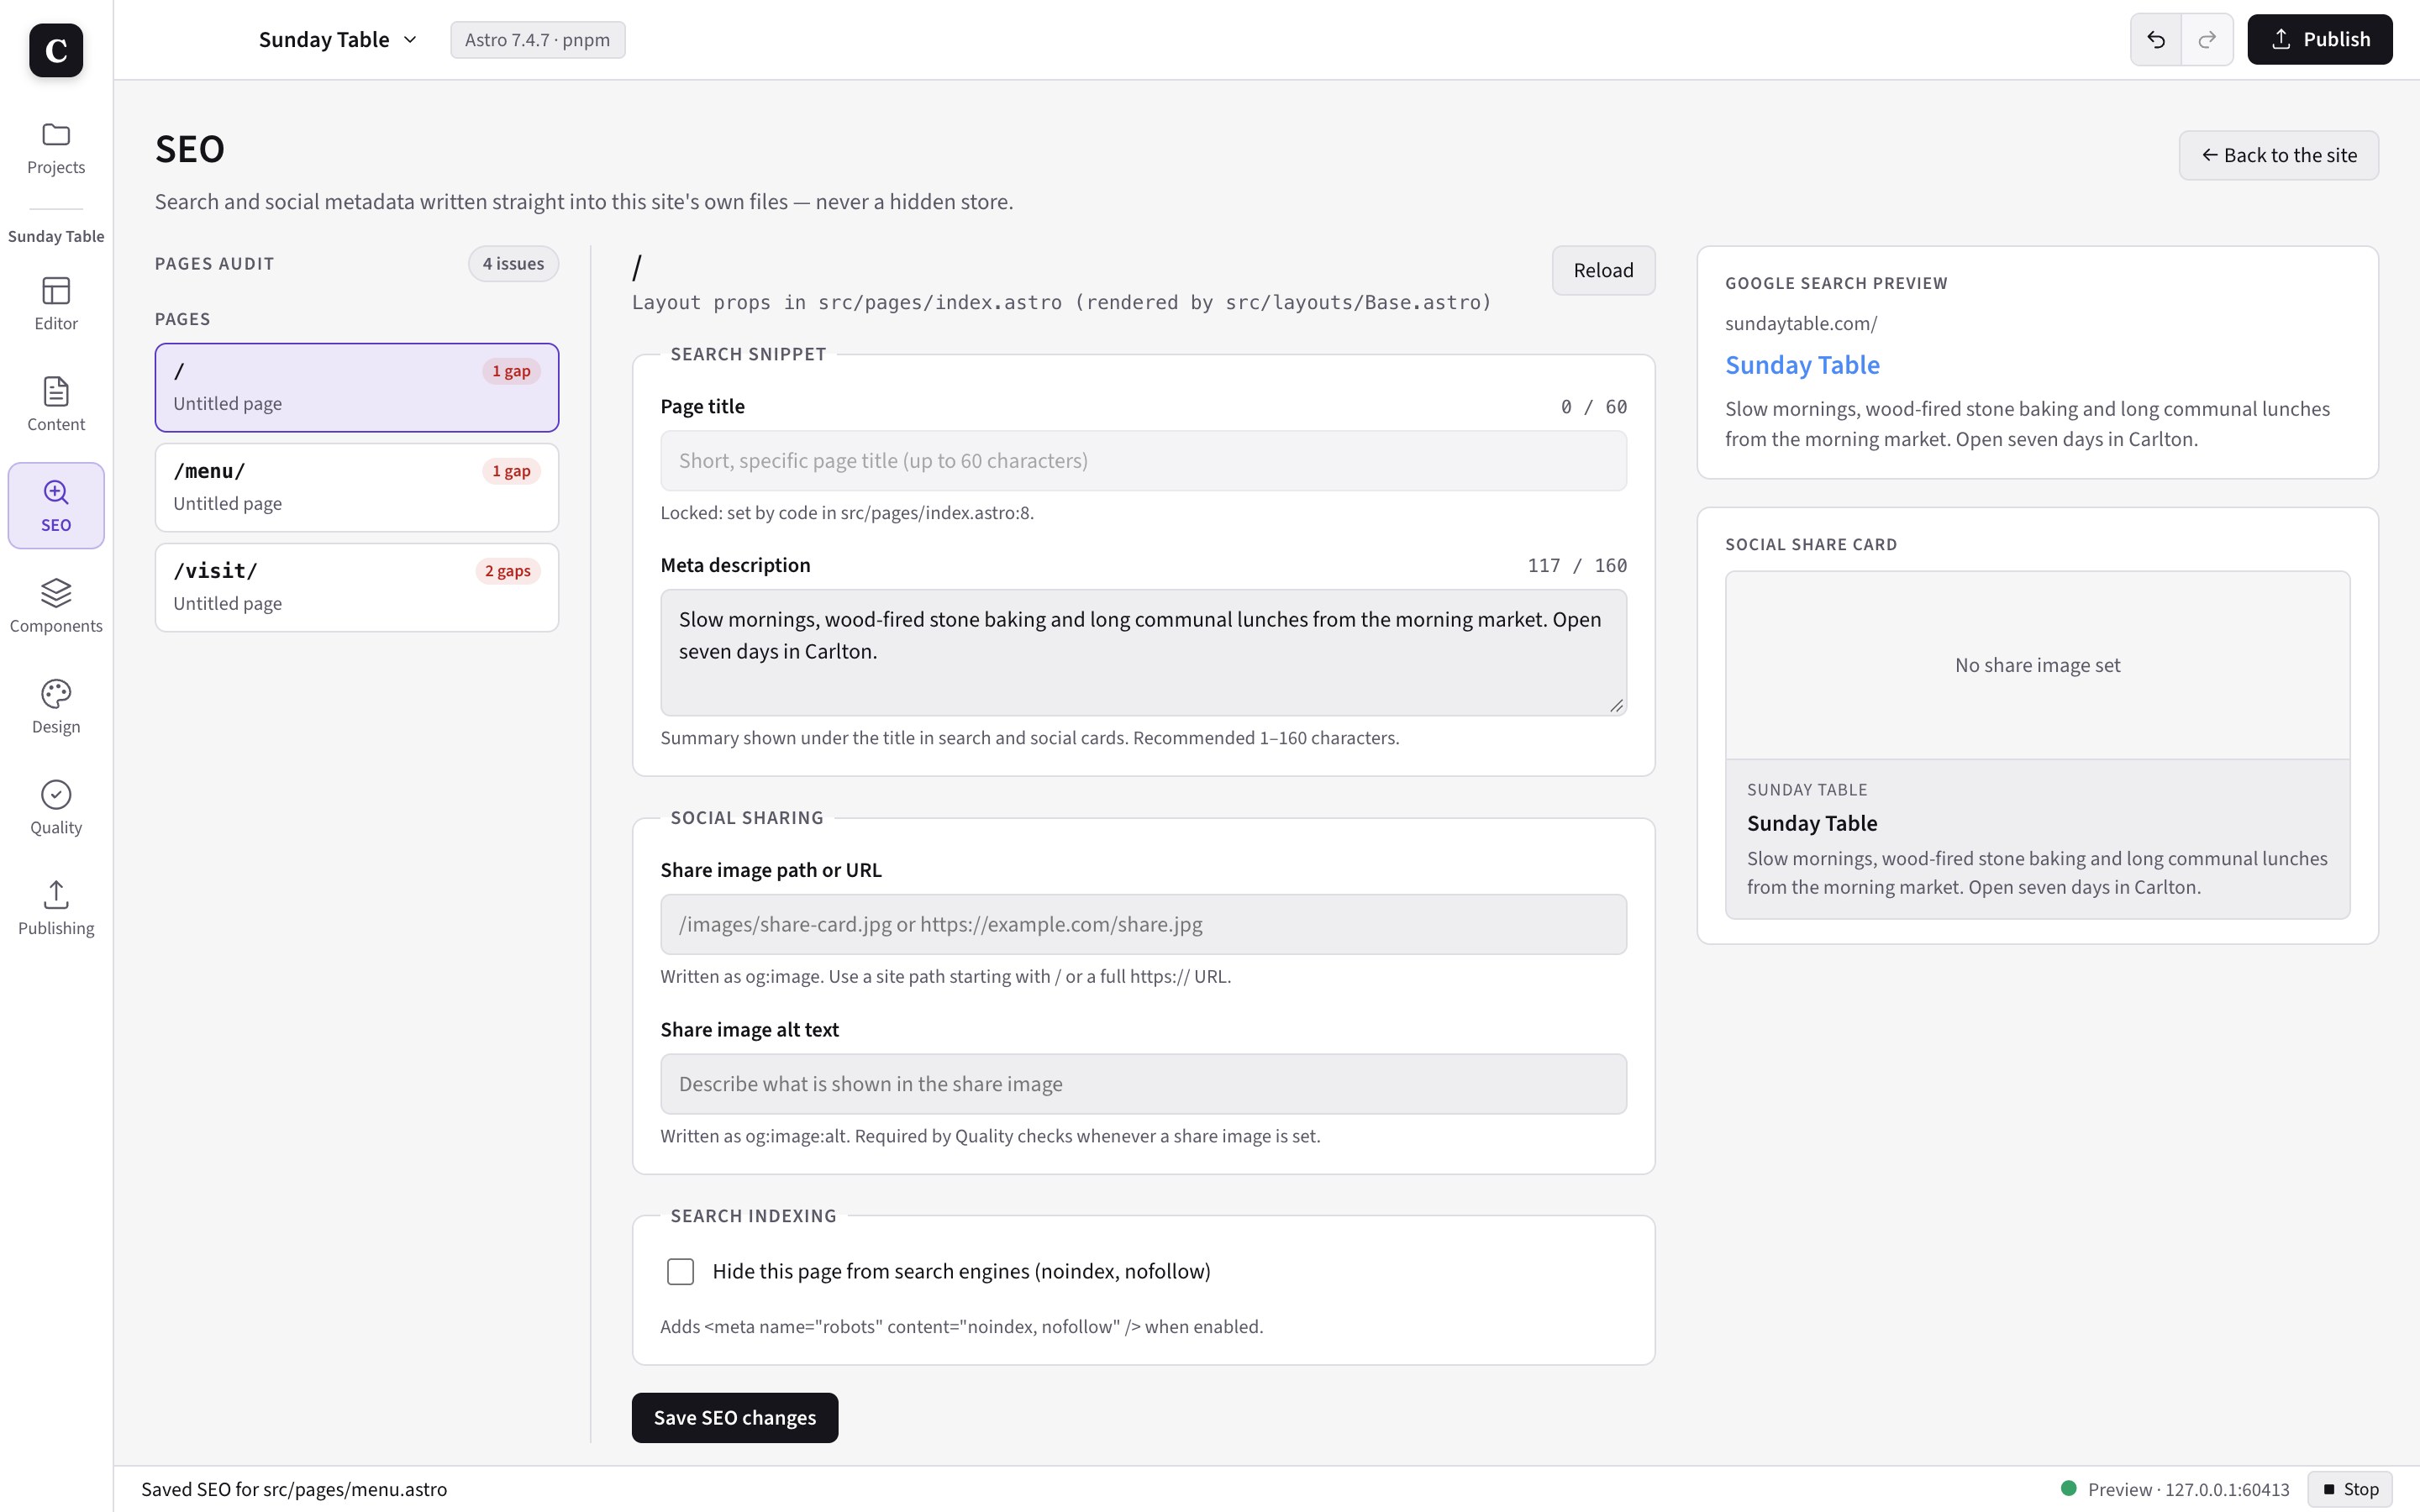 C
Projects
Sunday Table
Editor
Content
SEO
Components
Design
Quality
Publishing
Sunday Table
Astro 7.4.7 · pnpm
Publish
SEO
Search and social metadata written straight into this site's own files — never a hidden store.
← Back to the site
PAGES AUDIT
4 issues
PAGES
/
1 gap
Untitled page
/menu/
1 gap
Untitled page
/visit/
2 gaps
Untitled page
/
Layout props in src/pages/index.astro (rendered by src/layouts/Base.astro)
Reload
SEARCH SNIPPET
Page title
0 / 60
Short, specific page title (up to 60 characters)
Locked: set by code in src/pages/index.astro:8.
Meta description
117 / 160
Slow mornings, wood-fired stone baking and long communal lunches from the morning market. Open
seven days in Carlton.
Summary shown under the title in search and social cards. Recommended 1–160 characters.
SOCIAL SHARING
Share image path or URL
/images/share-card.jpg or https://example.com/share.jpg
Written as og:image. Use a site path starting with / or a full https:// URL.
Share image alt text
Describe what is shown in the share image
Written as og:image:alt. Required by Quality checks whenever a share image is set.
SEARCH INDEXING
Hide this page from search engines (noindex, nofollow)
Adds <meta name="robots" content="noindex, nofollow" /> when enabled.
Save SEO changes
GOOGLE SEARCH PREVIEW
sundaytable.com/
Sunday Table
Slow mornings, wood-fired stone baking and long communal lunches
from the morning market. Open seven days in Carlton.
SOCIAL SHARE CARD
No share image set
SUNDAY TABLE
Sunday Table
Slow mornings, wood-fired stone baking and long communal lunches
from the morning market. Open seven days in Carlton.
Saved SEO for src/pages/menu.astro
Preview · 127.0.0.1:60413
Stop